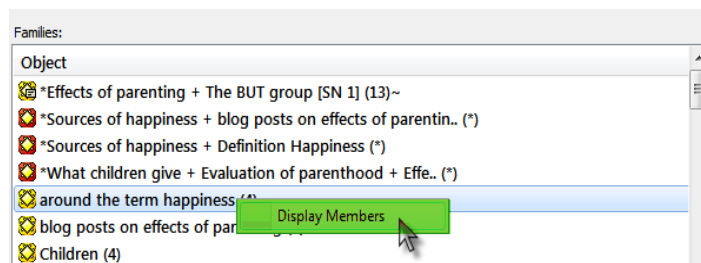 Families:
Object
*Effects of parenting + The BUT group [SN 1] (13)~
*Sources of happiness + blog posts on effects of parentin.. (*)
*Sources of happiness + Definition Happiness (*)
*What children give + Evaluation of parenthood + Effe.. (*)
around the term happiness (4)
Display Members
blog posts on effects of par
Children (4)